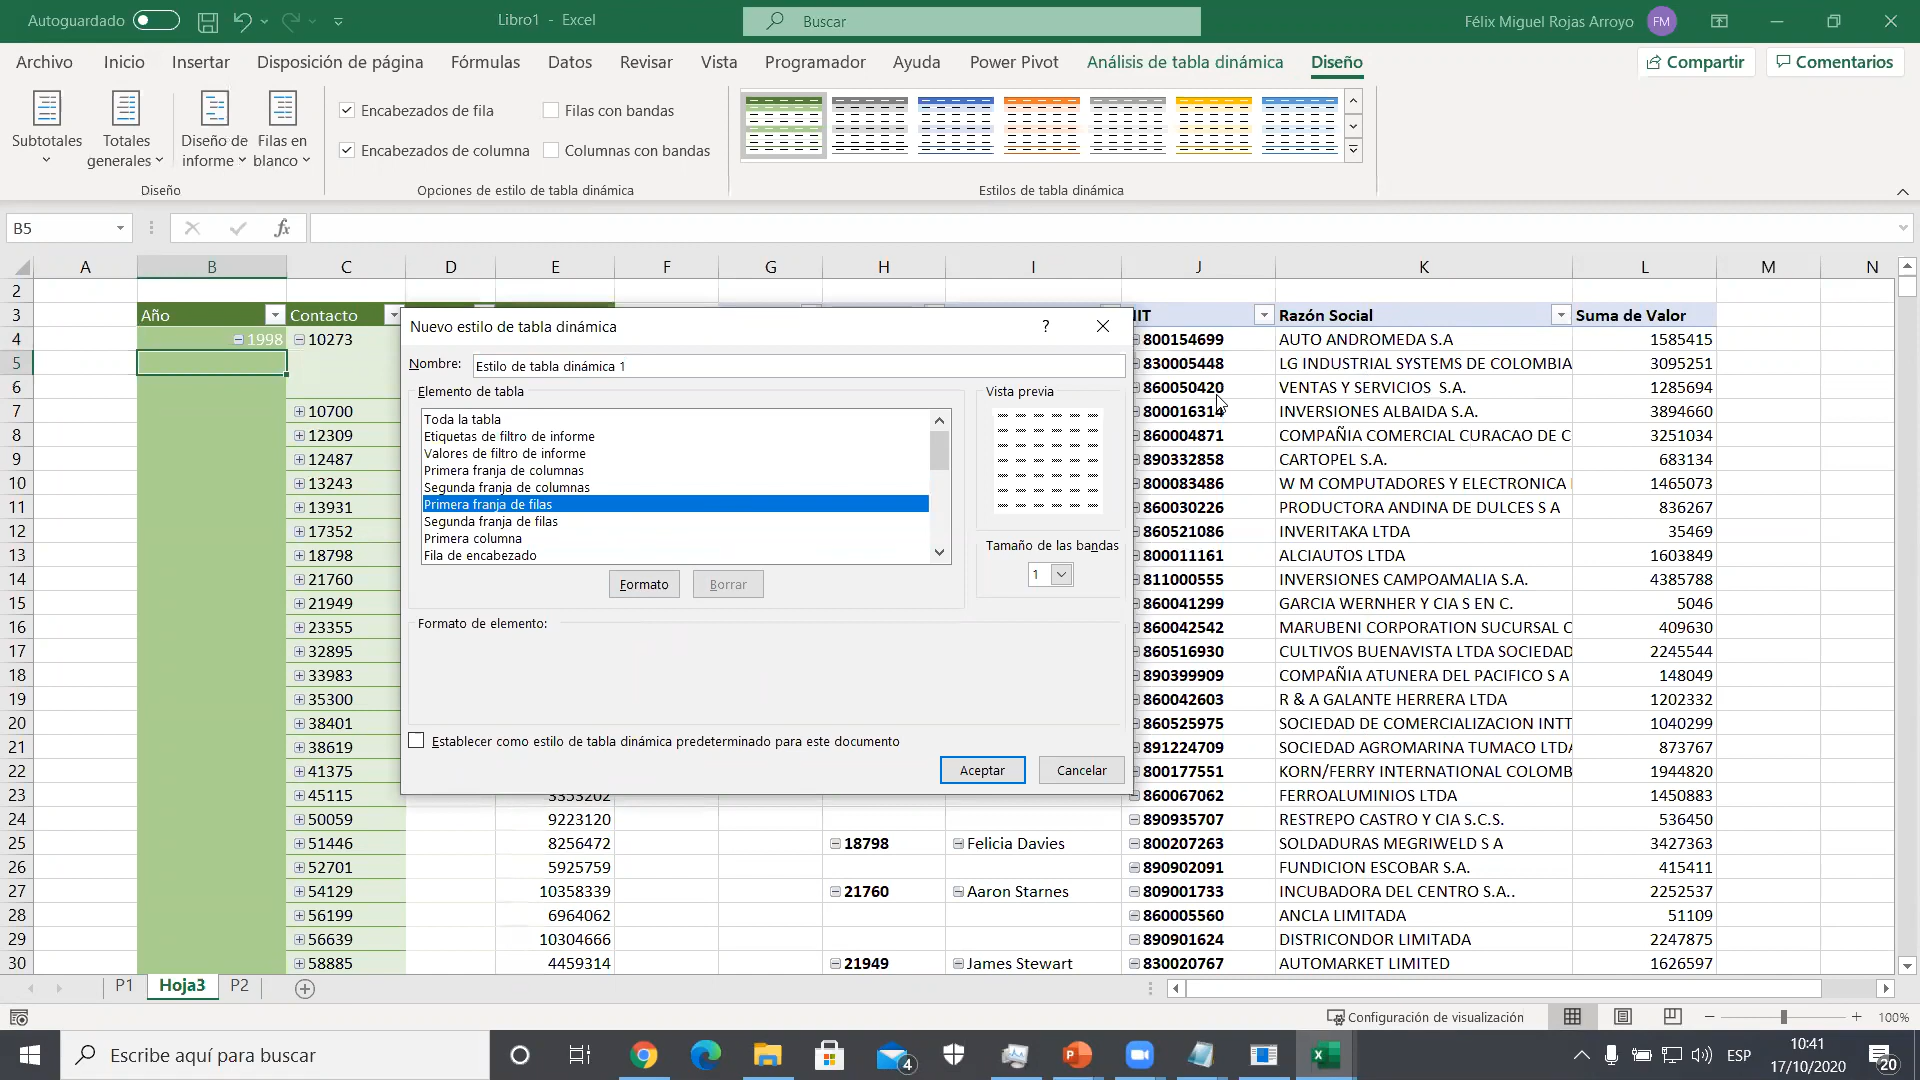 Autoguardado
Libro1 - Excel
Buscar
Félix Miguel Rojas Arroyo
FM
Archivo
Inicio
Insertar
Disposición de página
Fórmulas
Datos
Revisar
Vista
Programador
Ayuda
Power Pivot
Análisis de tabla dinámica
Diseño
Compartir
Comentarios
Subtotales
Totales
generales
Diseño de
informe
Filas en
blanco
Encabezados de fila
Filas con bandas
Encabezados de columna
Columnas con bandas
Diseño
Opciones de estilo de tabla dinámica
Estilos de tabla dinámica
B5
fx
A B C D E F G H I J K L M N
2
3 Año Contacto IT Razón Social Suma de Valor
4 1998 10273 800154699 AUTO ANDROMEDA S.A 1585415
5 830005448 LG INDUSTRIAL SYSTEMS DE COLOMBIA 3095251
6 860050420 VENTAS Y SERVICIOS S.A. 1285694
7 10700 800016314 INVERSIONES ALBAIDA S.A. 3894660
8 12309 860004871 COMPAÑIA COMERCIAL CURACAO DE C 3251034
9 12487 890332858 CARTOPEL S.A. 683134
10 13243 800083486 W M COMPUTADORES Y ELECTRONICA 1465073
11 13931 860030226 PRODUCTORA ANDINA DE DULCES S A 836267
12 17352 860521086 INVERITAKA LTDA 35469
13 18798 800011161 ALCIAUTOS LTDA 1603849
14 21760 811000555 INVERSIONES CAMPOAMALIA S.A. 4385788
15 21949 860041299 GARCIA WERNHER Y CIA S EN C. 5046
16 23355 860042542 MARUBENI CORPORATION SUCURSAL C 409630
17 32895 860516930 CULTIVOS BUENAVISTA LTDA SOCIEDAD 2245544
18 33983 890399909 COMPAÑIA ATUNERA DEL PACIFICO S A 148049
19 35300 860042603 R & A GALANTE HERRERA LTDA 1202332
20 38401 860525975 SOCIEDAD DE COMERCIALIZACION INTT 1040299
21 38619 891224709 SOCIEDAD AGROMARINA TUMACO LTDA 873767
22 41375 800177551 KORN/FERRY INTERNATIONAL COLOMB 1944820
23 45115 3353202 860067062 FERROALUMINIOS LTDA 1450883
24 50059 9223120 890935707 RESTREPO CASTRO Y CIA S.C.S. 536450
25 51446 8256472 18798 Felicia Davies 800207263 SOLDADURAS MEGRIWELD S A 3427363
26 52701 5925759 890902091 FUNDICION ESCOBAR S.A. 415411
27 54129 10358339 21760 Aaron Starnes 809001733 INCUBADORA DEL CENTRO S.A.. 2252537
28 56199 6964062 860005560 ANCLA LIMITADA 51109
29 56639 10304666 890901624 DISTRICONDOR LIMITADA 2247875
30 58885 4459314 21949 James Stewart 830020767 AUTOMARKET LIMITED 1626597
Nuevo estilo de tabla dinámica
?
Nombre: Estilo de tabla dinámica 1
Elemento de tabla
Toda la tabla
Etiquetas de filtro de informe
Valores de filtro de informe
Primera franja de columnas
Segunda franja de columnas
Primera franja de filas
Segunda franja de filas
Primera columna
Fila de encabezado
Vista previa
Tamaño de las bandas
1
Formato
Borrar
Formato de elemento:
Establecer como estilo de tabla dinámica predeterminado para este documento
Aceptar
Cancelar
P1 Hoja3 P2
Configuración de visualización
100%
Escribe aquí para buscar
4
ESP
10:41
17/10/2020
20